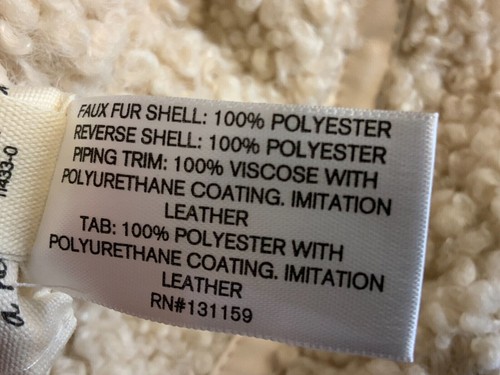 FAUX FUR SHELL: 100% POLYESTER
REVERSE SHELL: 100% POLYESTER
PIPING TRIM: 100% VISCOSE WITH
POLYURETHANE COATING. IMITATION
LEATHER
TAB: 100% POLYESTER WITH
POLYURETHANE COATING. IMITATION
LEATHER
RN#131159